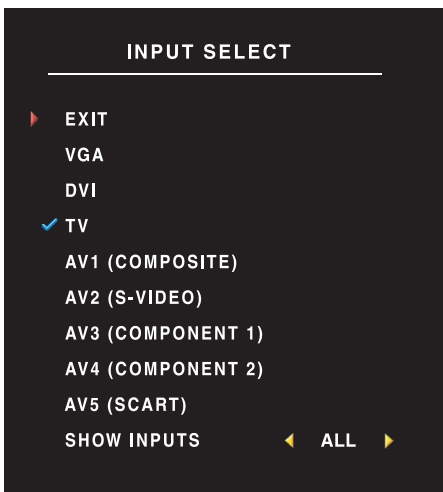 INPUT SELECT
EXIT
VGA
DVI
TV
AV1 (COMPOSITE)
AV2 (S-VIDEO)
AV3 (COMPONENT 1)
AV4 (COMPONENT 2)
AV5 (SCART)
SHOW INPUTS ALL